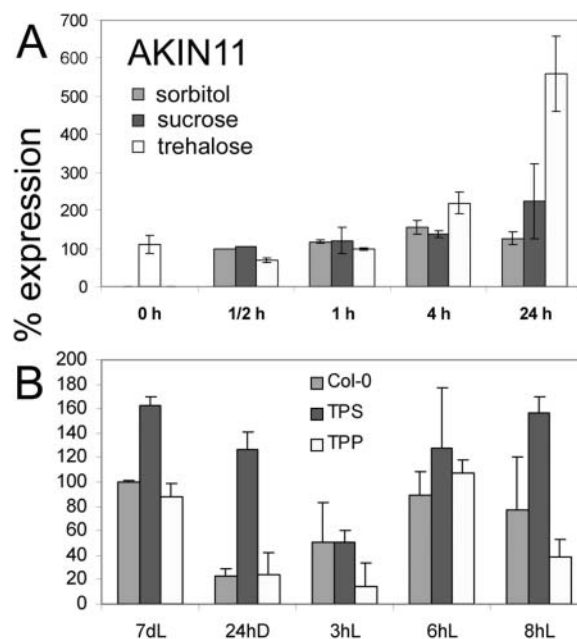 A
AKIN11
sorbitol
sucrose
trehalose
% expression
700
600
500
400
300
200
100
0
0 h 1/2 h 1 h 4 h 24 h
B
Col-0
TPS
TPP
200
180
160
140
120
100
80
60
40
20
0
7dL 24hD 3hL 6hL 8hL